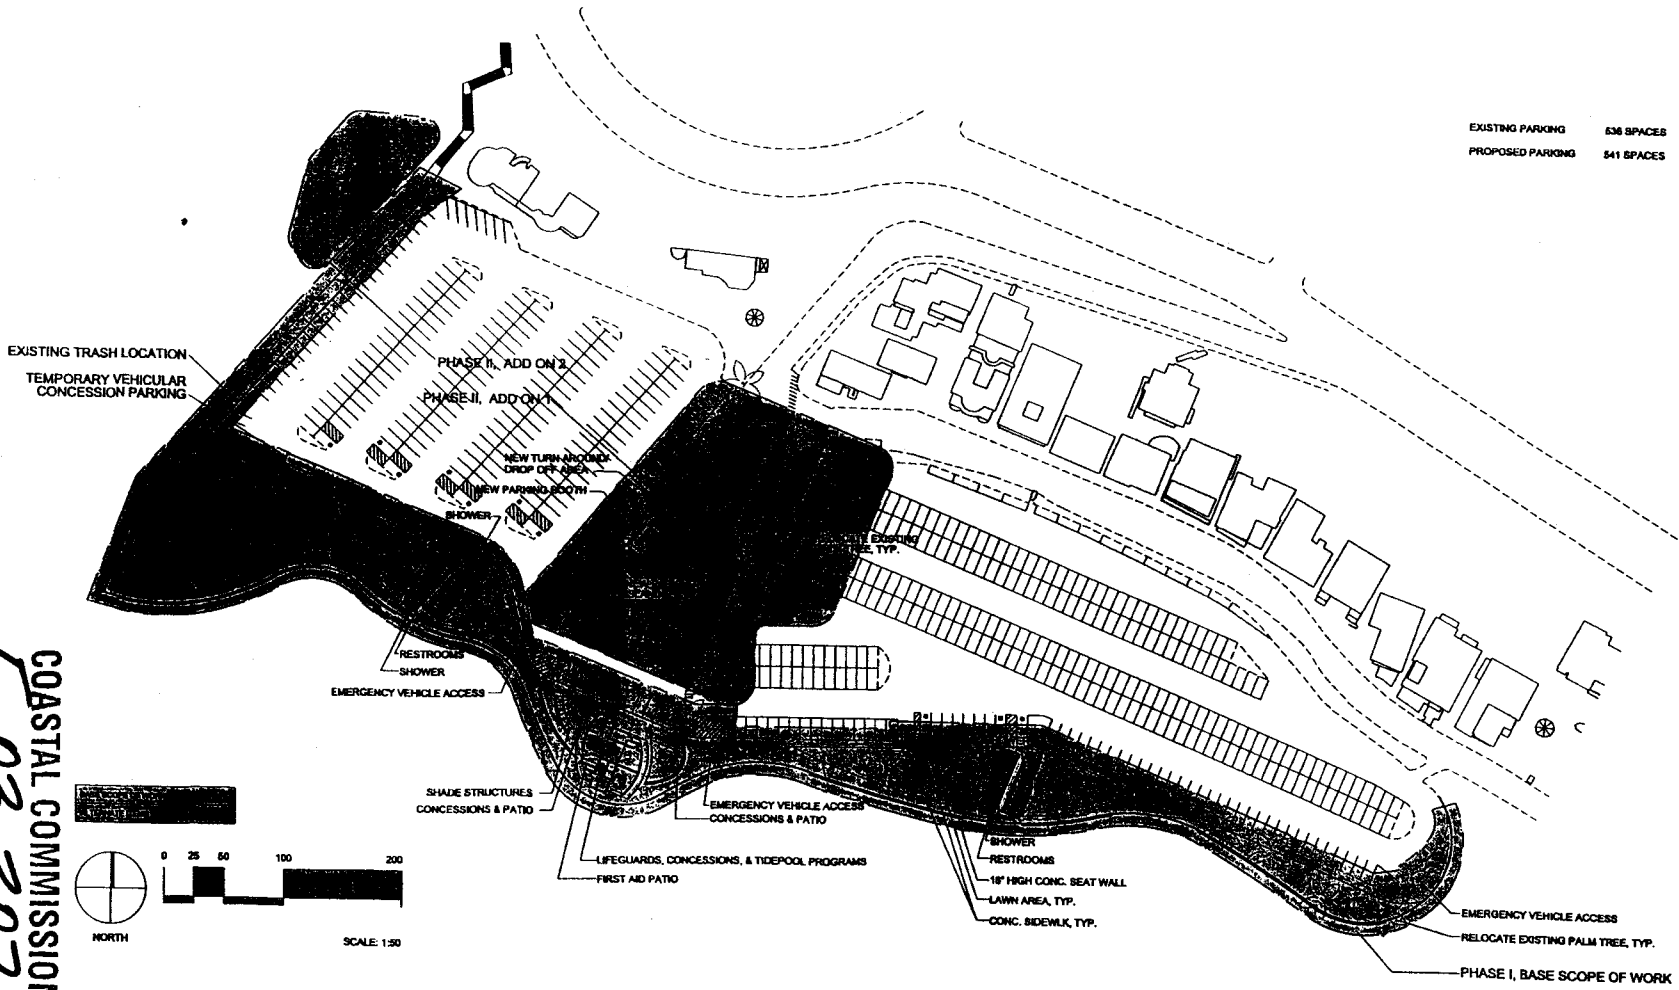 EXISTING PARKING 536 SPACES
PROPOSED PARKING 541 SPACES
EXISTING TRASH LOCATION
TEMPORARY VEHICULAR
CONCESSION PARKING
PHASE II, ADD ON 2
PHASE II, ADD ON 1
NEW TURN AROUND/
DROP OFF AREA
NEW PARKING BOOTH
SHOWER
EXISTING
TREE, TYP.
RESTROOMS
SHOWER
EMERGENCY VEHICLE ACCESS
SHADE STRUCTURES
CONCESSIONS & PATIO
EMERGENCY VEHICLE ACCESS
CONCESSIONS & PATIO
LIFEGUARDS, CONCESSIONS, & TIDEPOOL PROGRAMS
FIRST AID PATIO
SHOWER
RESTROOMS
18" HIGH CONC. SEAT WALL
LAWN AREA, TYP.
CONC. SIDEWLK, TYP.
EMERGENCY VEHICLE ACCESS
RELOCATE EXISTING PALM TREE, TYP.
PHASE I, BASE SCOPE OF WORK
0 25 50 100 200
NORTH
SCALE: 1:50
COASTAL COMMISSION